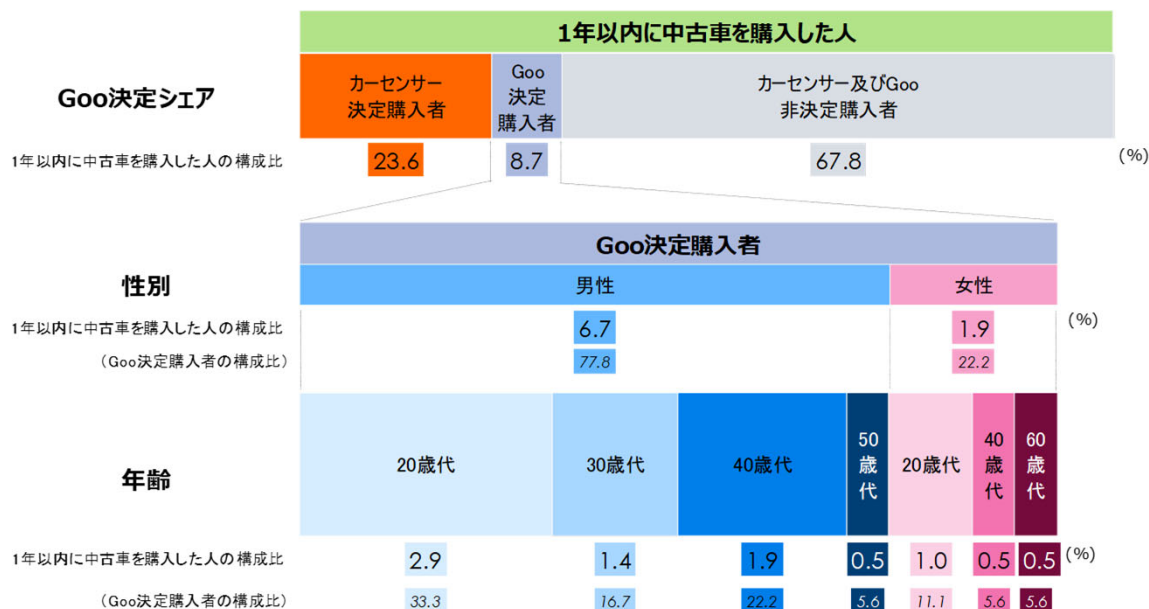 1年以内に中古車を購入した人
Goo決定シェア
カーセンサー
決定購入者
Goo
決定
購入者
カーセンサー及びGoo
非決定購入者
1年以内に中古車を購入した人の構成比
23.6
8.7
67.8
(%)
Goo決定購入者
性別
男性
女性
1年以内に中古車を購入した人の構成比
6.7
1.9
(%)
(Goo決定購入者の構成比)
77.8
22.2
年齢
20歳代
30歳代
40歳代
50歳代
20歳代
40歳代
60歳代
1年以内に中古車を購入した人の構成比
2.9
1.4
1.9
0.5
1.0
0.5
0.5
(%)
(Goo決定購入者の構成比)
33.3
16.7
22.2
5.6
11.1
5.6
5.6